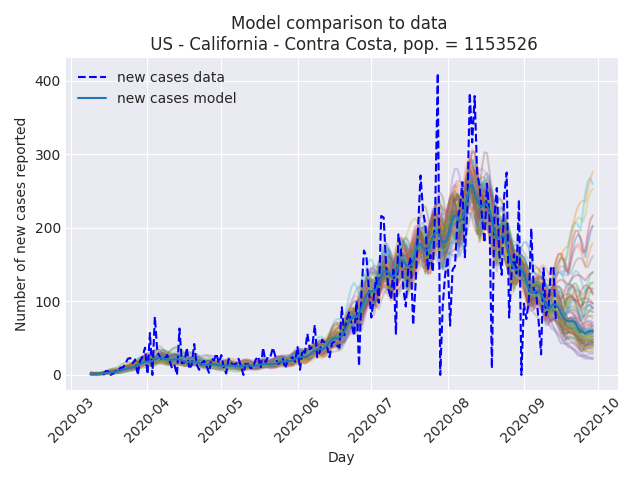 Model comparison to data
US - California - Contra Costa, pop. = 1153526
new cases data
new cases model
Number of new cases reported
400
300
200
100
0
2020-03
2020-04
2020-05
2020-06
2020-07
2020-08
2020-09
2020-10
Day